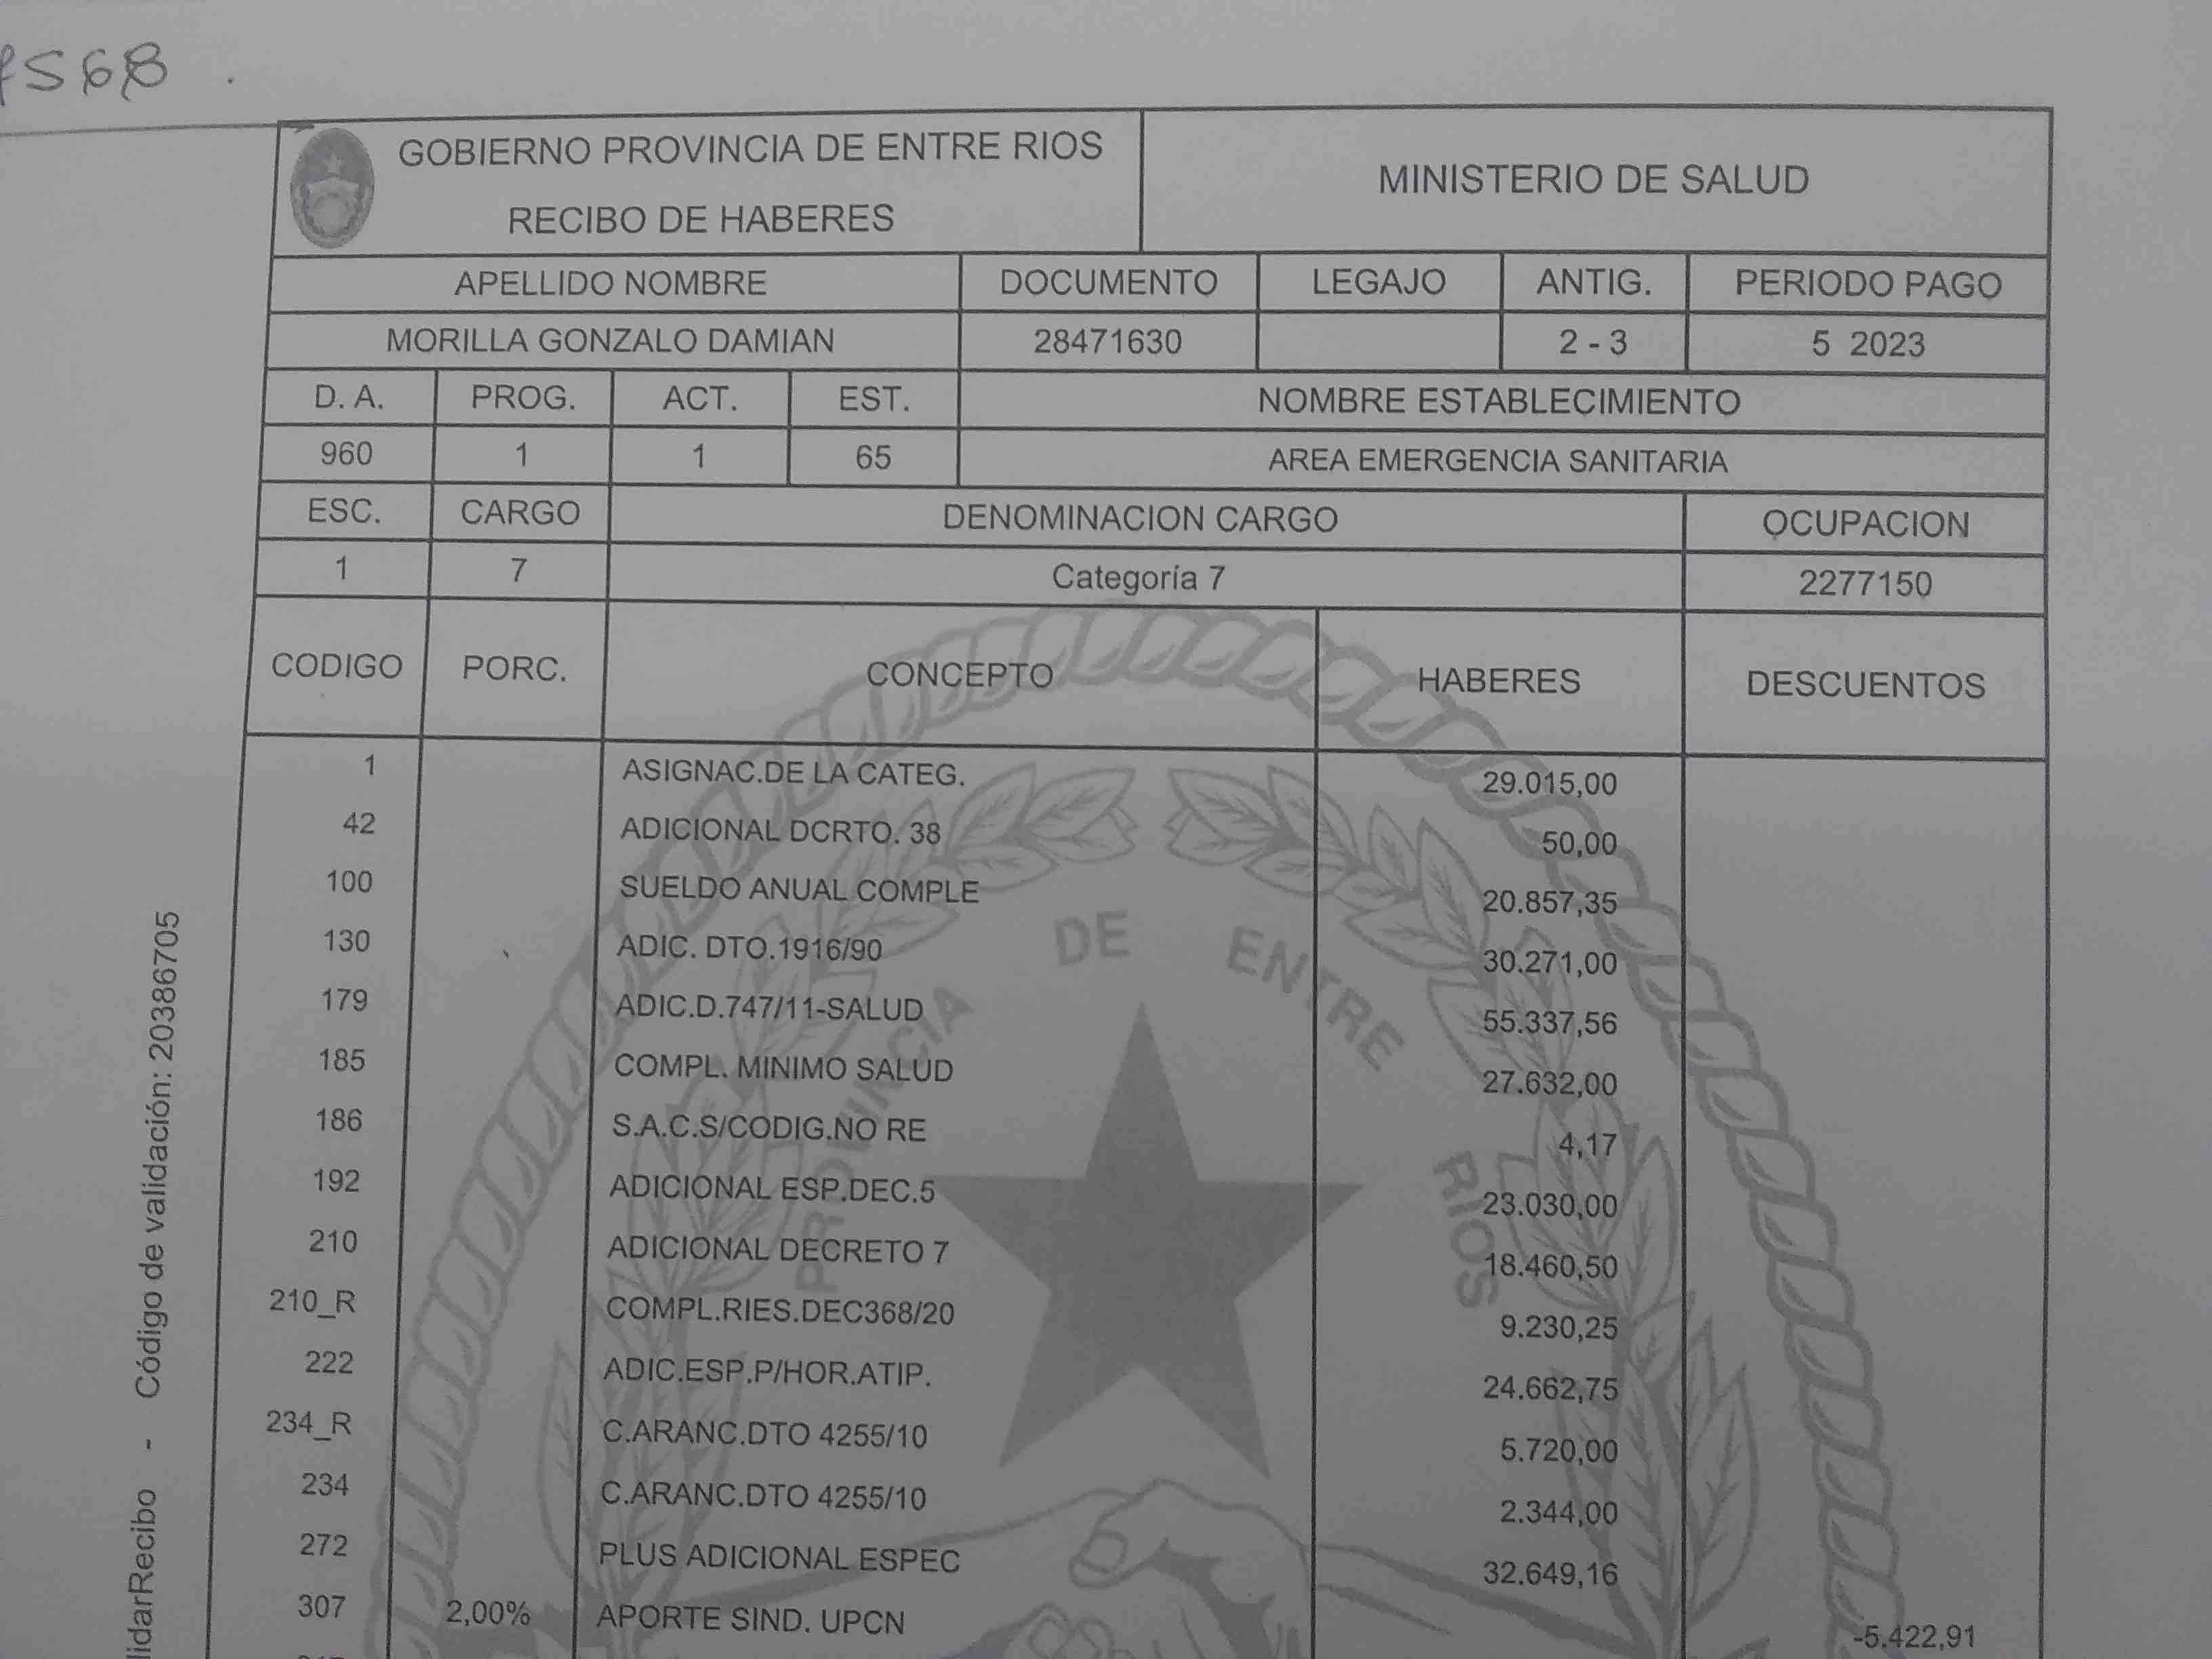 568
GOBIERNO PROVINCIA DE ENTRE RIOS
RECIBO DE HABERES
MINISTERIO DE SALUD
APELLIDO NOMBRE DOCUMENTO LEGAJO ANTIG. PERIODO PAGO
MORILLA GONZALO DAMIAN 28471630 2 - 3 5 2023
D. A. PROG. ACT. EST. NOMBRE ESTABLECIMIENTO
960 1 1 65 AREA EMERGENCIA SANITARIA
ESC. CARGO DENOMINACION CARGO OCUPACION
1 7 Categoría 7 2277150
CODIGO PORC. CONCEPTO HABERES DESCUENTOS
1 ASIGNAC.DE LA CATEG. 29.015,00
42 ADICIONAL DCRTO. 38 50,00
100 SUELDO ANUAL COMPLE 20.857,35
130 ADIC. DTO.1916/90 30.271,00
179 ADIC.D.747/11-SALUD 55.337,56
185 COMPL. MINIMO SALUD 27.632,00
186 S.A.C.S/CODIG.NO RE 4,17
192 ADICIONAL ESP.DEC.5 23.030,00
210 ADICIONAL DECRETO 7 18.460,50
210_R COMPL.RIES.DEC368/20 9.230,25
222 ADIC.ESP.P/HOR.ATIP. 24.662,75
234_R C.ARANC.DTO 4255/10 5.720,00
234 C.ARANC.DTO 4255/10 2.344,00
272 PLUS ADICIONAL ESPEC 32.649,16
307 2,00% APORTE SIND. UPCN -5.422,91
PROVINCIA DE ENTRE RIOS
lidarRecibo - Código de validación: 20386705